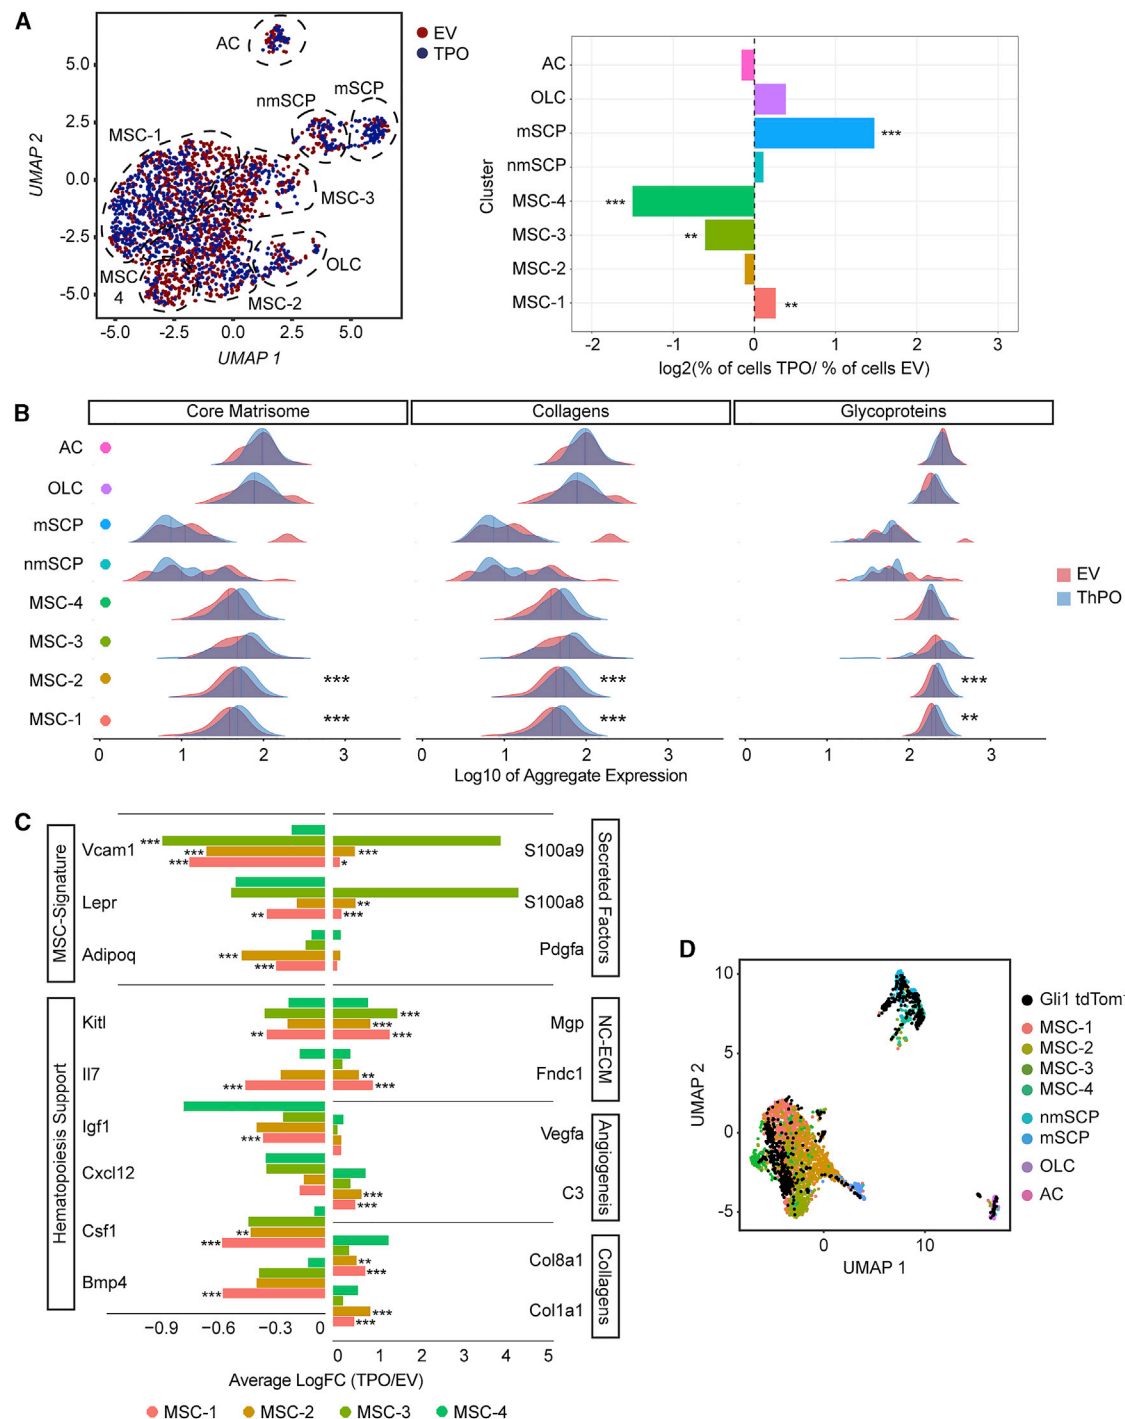 A
AC
nmSCP
mSCP
MSC-1
MSC-3
OLC
MSC-2
MSC
4
EV
TPO
UMAP 2
5.0
2.5
0.0
-2.5
-5.0
-5.0 -2.5 0.0 2.5 5.0
UMAP 1
Cluster
AC
OLC
mSCP ***
nmSCP
MSC-4 ***
MSC-3 **
MSC-2
MSC-1 **
-2 -1 0 1 2 3
log2(% of cells TPO/ % of cells EV)
B
Core Matrisome Collagens Glycoproteins
AC
OLC
mSCP
nmSCP
MSC-4
MSC-3
MSC-2 *** *** ***
MSC-1 *** *** **
EV
ThPO
0 1 2 3 0 1 2 3 0 1 2 3
Log10 of Aggregate Expression
C
MSC-Signature
Vcam1 *** *** ***
Lepr **
Adipoq *** ***
Hematopoiesis Support
Kitl **
Il7 ***
Igf1 ***
Cxcl12
Csf1 ** ***
Bmp4 ***
−0.9 −0.6 −0.3 0
S100a9 *** *
S100a8 ** ***
Pdgfa
Secreted Factors
Mgp *** *** ***
Fndc1 ** ***
NC-ECM
Vegfa
C3 *** ***
Angiogeneis
Col8a1 ** ***
Col1a1 *** ***
Collagens
0 1 2 3 4 5
Average LogFC (TPO/EV)
MSC-1 MSC-2 MSC-3 MSC-4
D
UMAP 2
10
5
0
-5
0 10
UMAP 1
Gli1 tdTom
MSC-1
MSC-2
MSC-3
MSC-4
nmSCP
mSCP
OLC
AC